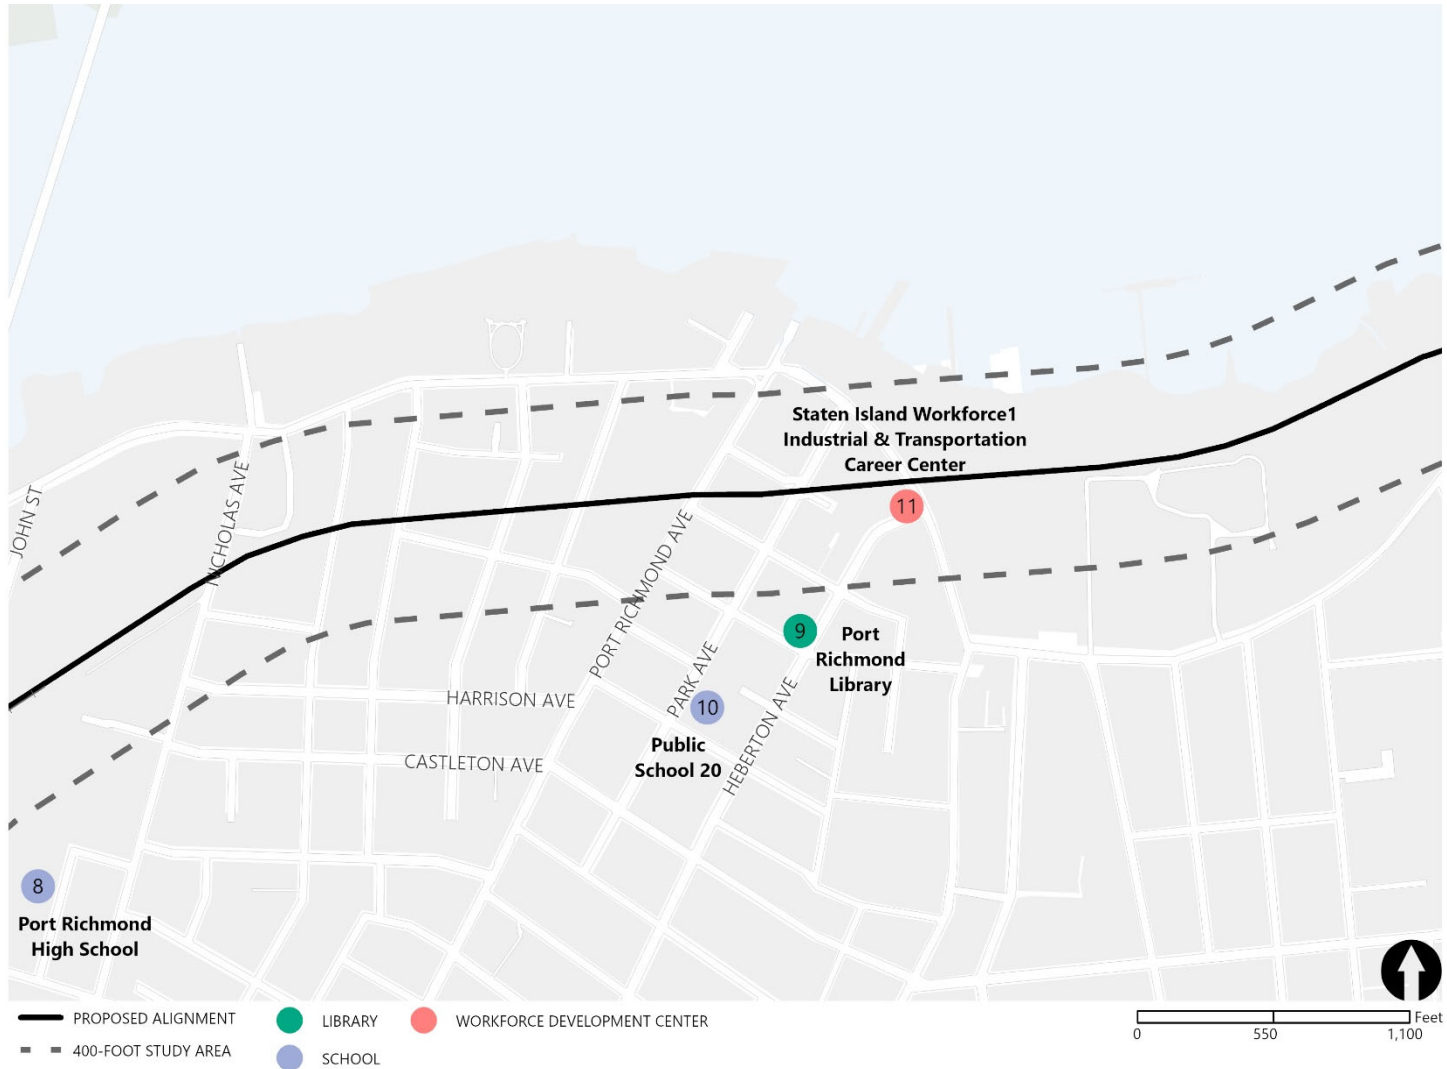 Staten Island Workforce1
Industrial & Transportation
Career Center
11
JOHN ST
NICHOLAS AVE
PORT RICHMOND AVE
9
Port
Richmond
Library
HARRISON AVE
PARK AVE
10
HEBERTON AVE
Public
School 20
CASTLETON AVE
8
Port Richmond
High School
PROPOSED ALIGNMENT
400-FOOT STUDY AREA
LIBRARY
SCHOOL
WORKFORCE DEVELOPMENT CENTER
Feet
0 550 1,100